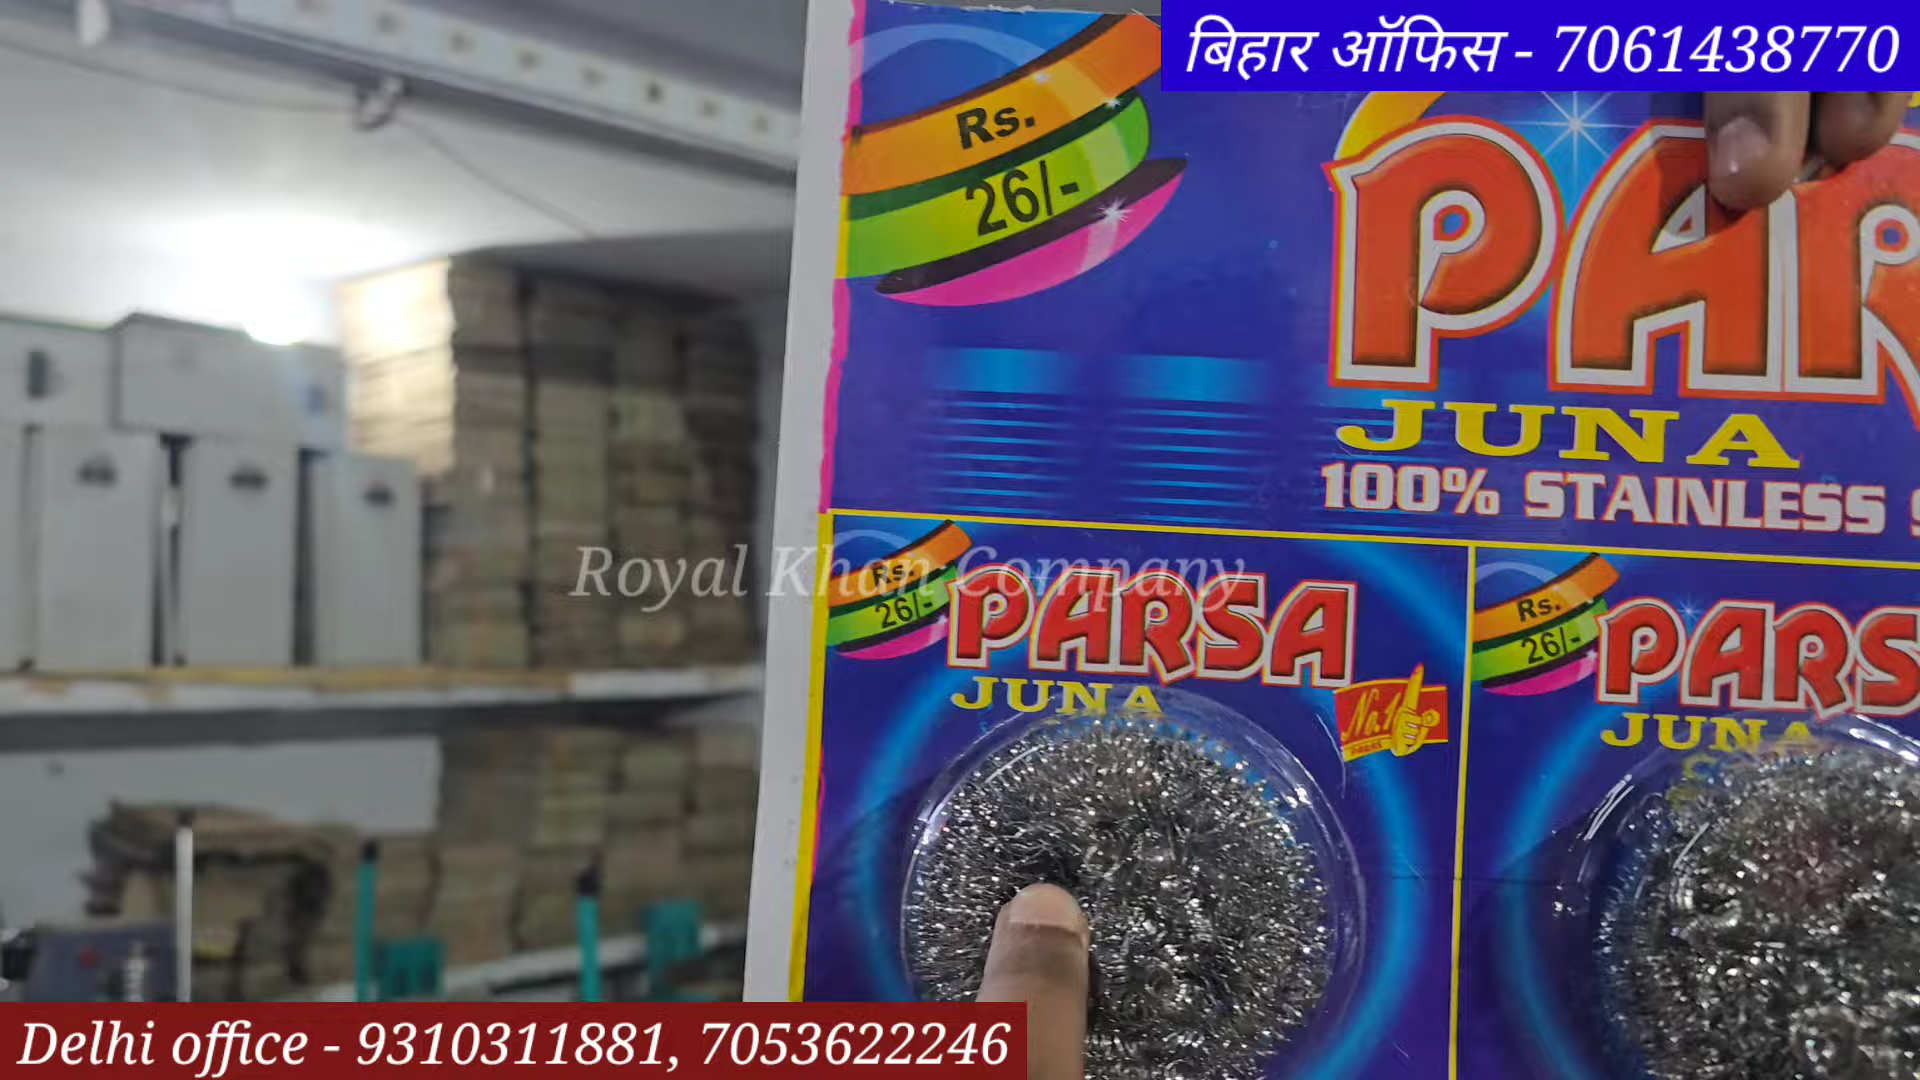 बिहार ऑफिस - 7061438770
Rs.
26/-
JUNA
100% STAINLESS
Royal Khan Company
Rs.
26/-
PARSA
JUNA
No.1
Rs.
26/-
JUNA
Delhi office - 9310311881, 7053622246